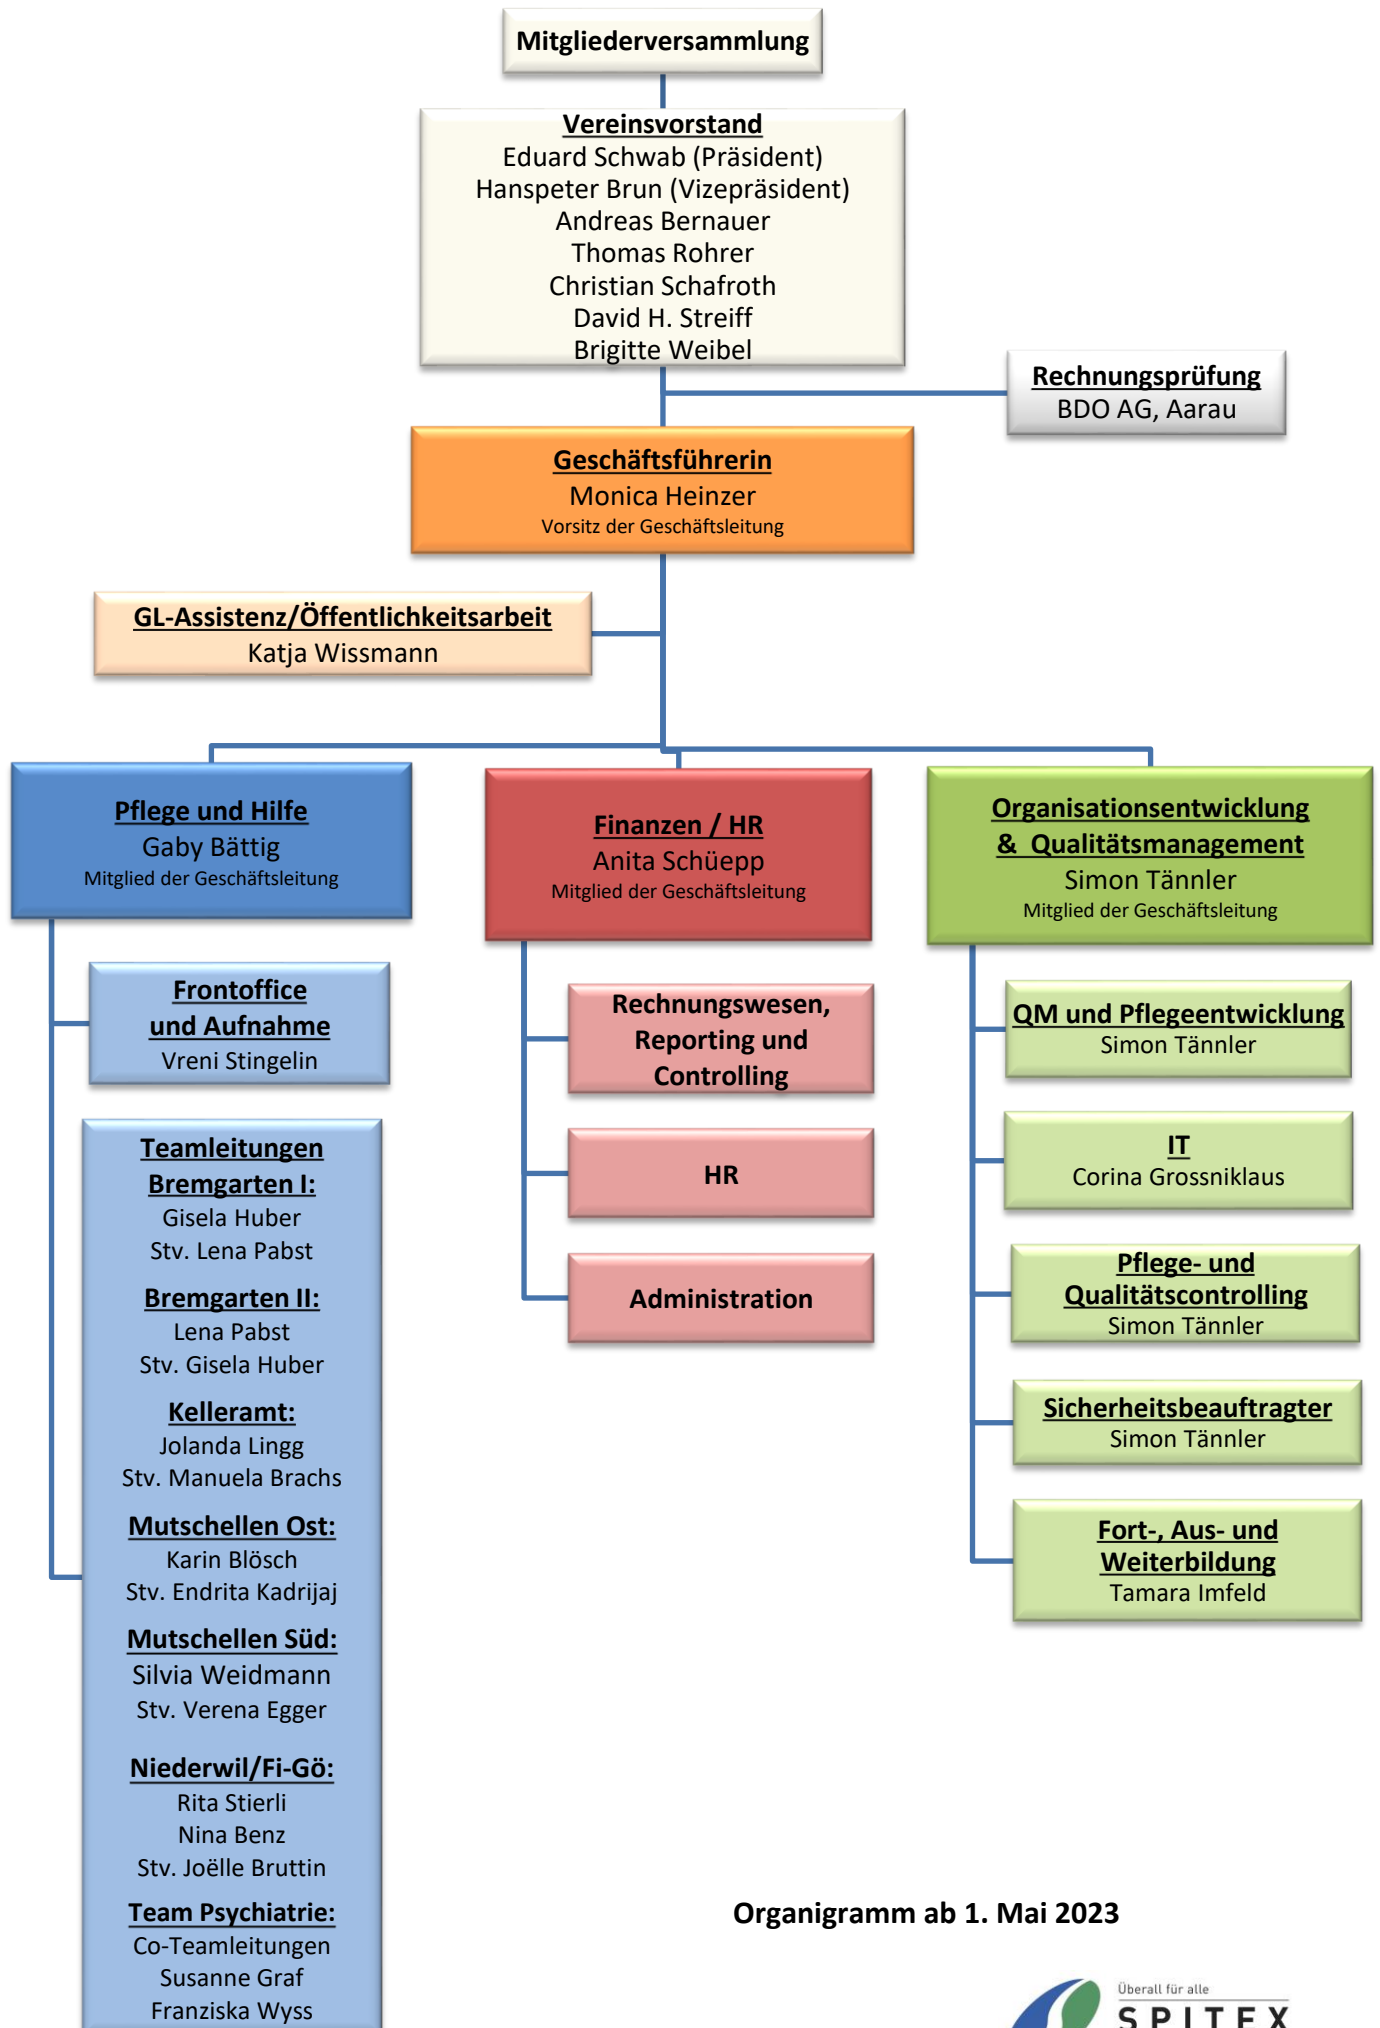 Mitgliederversammlung
Vereinsvorstand
Eduard Schwab (Präsident)
Hanspeter Brun (Vizepräsident)
Andreas Bernauer
Thomas Rohrer
Christian Schafroth
David H. Streiff
Brigitte Weibel
Rechnungsprüfung
BDO AG, Aarau
Geschäftsführerin
Monica Heinzer
Vorsitz der Geschäftsleitung
GL-Assistenz/Öffentlichkeitsarbeit
Katja Wissmann
Pflege und Hilfe
Gaby Bättig
Mitglied der Geschäftsleitung
Frontoffice
und Aufnahme
Vreni Stingelin
Teamleitungen
Bremgarten I:
Gisela Huber
Stv. Lena Pabst
Bremgarten II:
Lena Pabst
Stv. Gisela Huber
Kelleramt:
Jolanda Lingg
Stv. Manuela Brachs
Mutschellen Ost:
Karin Blösch
Stv. Endrita Kadrijaj
Mutschellen Süd:
Silvia Weidmann
Stv. Verena Egger
Niederwil/Fi-Gö:
Rita Stierli
Nina Benz
Stv. Joëlle Bruttin
Team Psychiatrie:
Co-Teamleitungen
Susanne Graf
Franziska Wyss
Finanzen / HR
Anita Schüepp
Mitglied der Geschäftsleitung
Rechnungswesen,
Reporting und
Controlling
HR
Administration
Organisationsentwicklung
& Qualitätsmanagement
Simon Tännler
Mitglied der Geschäftsleitung
QM und Pflegeentwicklung
Simon Tännler
IT
Corina Grossniklaus
Pflege- und
Qualitätscontrolling
Simon Tännler
Sicherheitsbeauftragter
Simon Tännler
Fort-, Aus- und
Weiterbildung
Tamara Imfeld
Organigramm ab 1. Mai 2023
Überall für alle
SPITEX